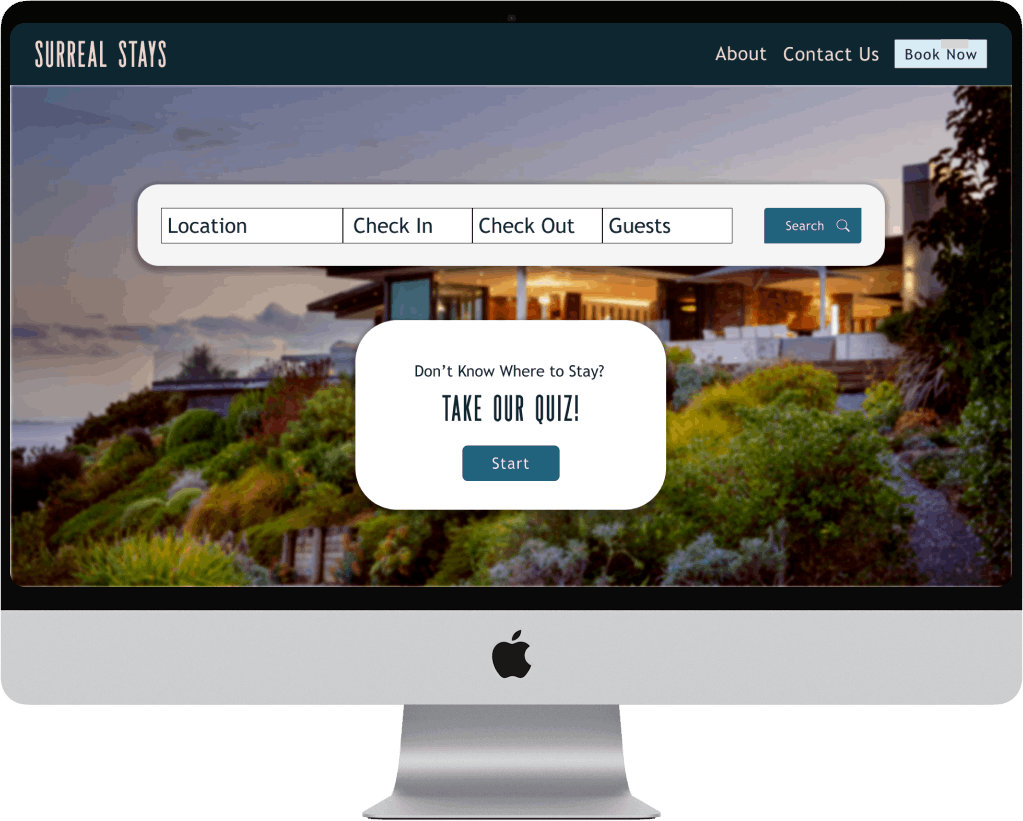 SURREAL STAYS
About Contact Us Book Now
Location Check In Check Out Guests Search
Don't Know Where to Stay?
TAKE OUR QUIZ!
Start